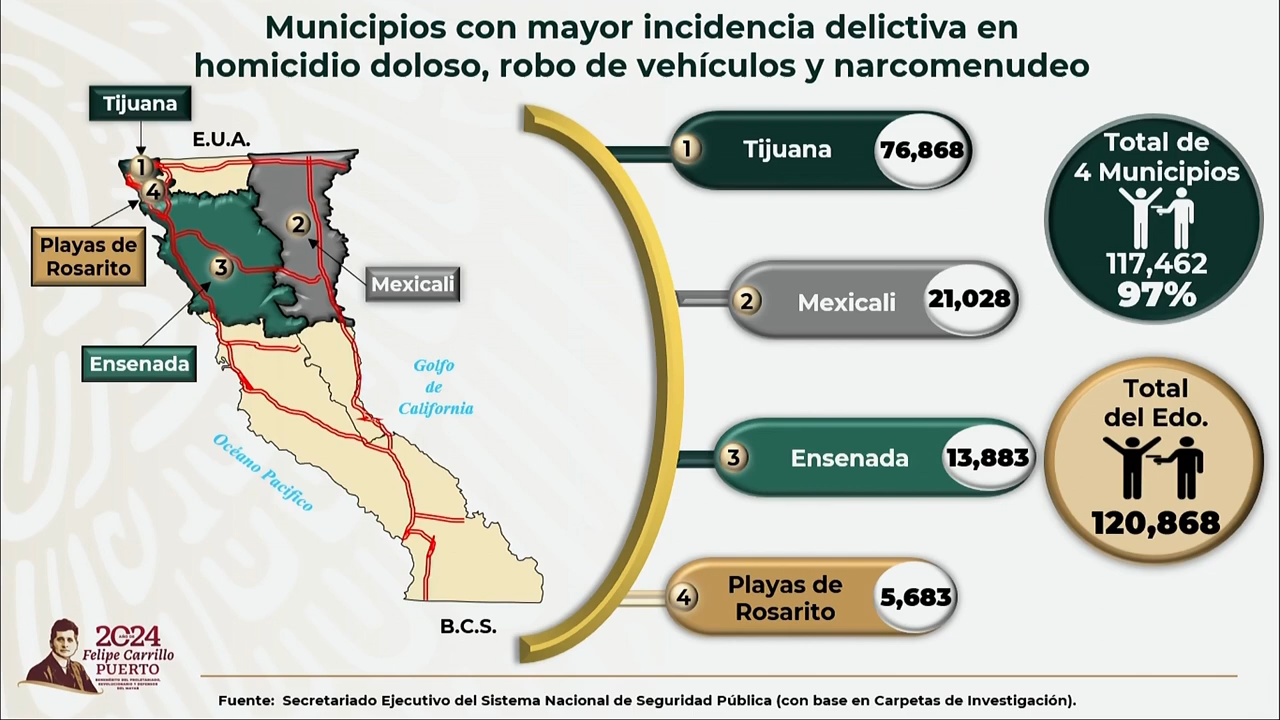 Municipios con mayor incidencia delictiva en
homicidio doloso, robo de vehículos y narcomenudeo
Tijuana
E.U.A.
1
4
2
3
Playas de
Rosarito
Mexicali
Ensenada
Golfo
de
California
Océano Pacifico
B.C.S.
1 Tijuana 76,868
2 Mexicali 21,028
3 Ensenada 13,883
4 Playas de
Rosarito 5,683
Total de
4 Municipios
117,462
97%
Total
del Edo.
120,868
2024
Felipe Carrillo
PUERTO
Fuente: Secretariado Ejecutivo del Sistema Nacional de Seguridad Pública (con base en Carpetas de Investigación).